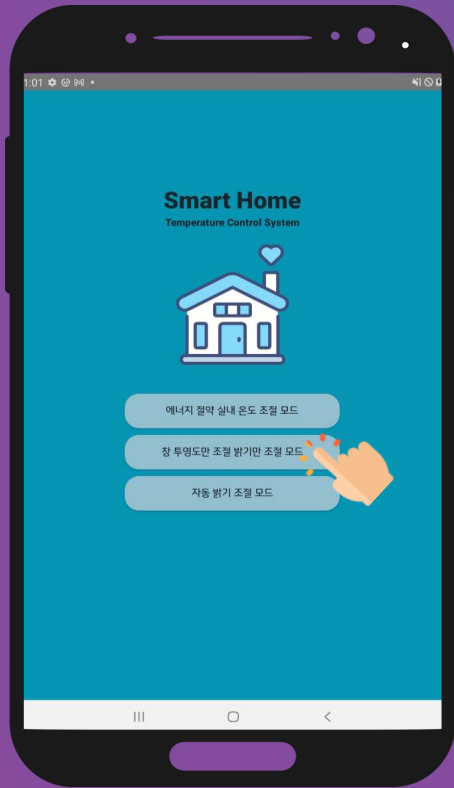 1:01
Smart Home
Temperature Control System
에너지 절약 실내 온도 조절 모드
창 투명도만 조절 밝기만 조절 모드
자동 밝기 조절 모드